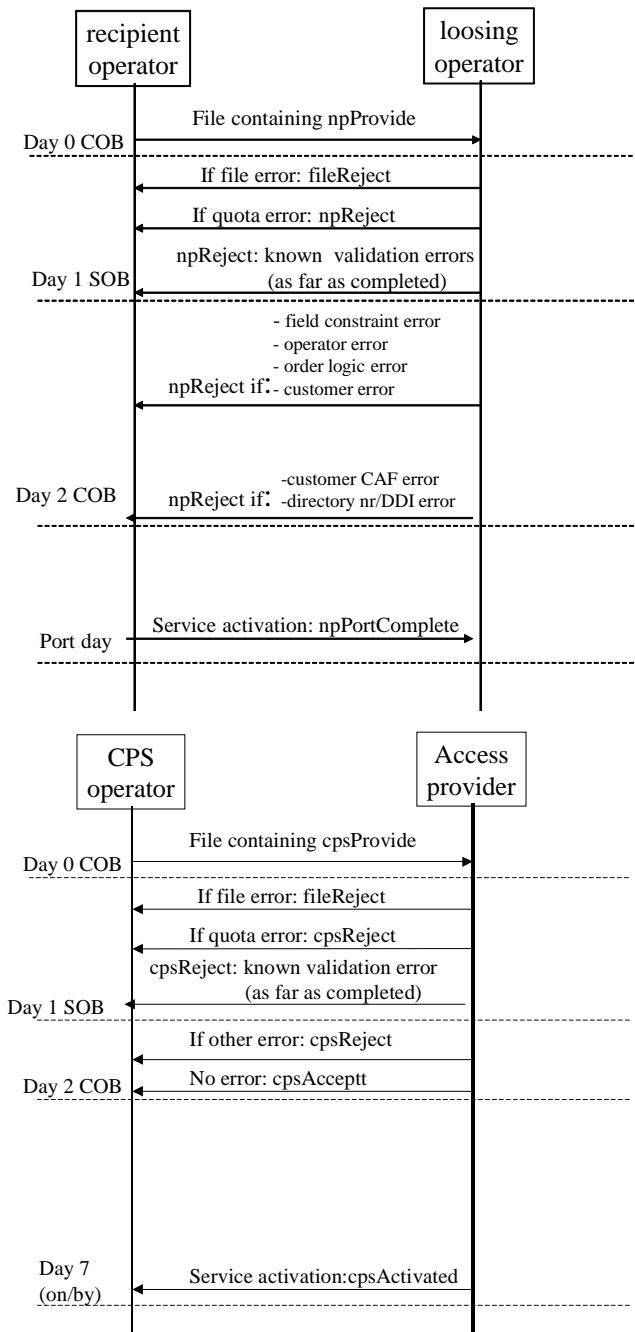 recipient
operator
loosing
operator
File containing npProvide
Day 0 COB
If file error: fileReject
If quota error: npReject
npReject: known validation errors
(as far as completed)
Day 1 SOB
- field constraint error
- operator error
- order logic error
npReject if:
- customer error
Day 2 COB
npReject if:
-customer CAF error
-directory nr/DDI error
Service activation: npPortComplete
Port day
CPS
operator
Access
provider
File containing cpsProvide
Day 0 COB
If file error: fileReject
If quota error: cpsReject
cpsReject: known validation error
(as far as completed)
Day 1 SOB
If other error: cpsReject
No error: cpsAcceptt
Day 2 COB
Day 7
(on/by)
Service activation:cpsActivated